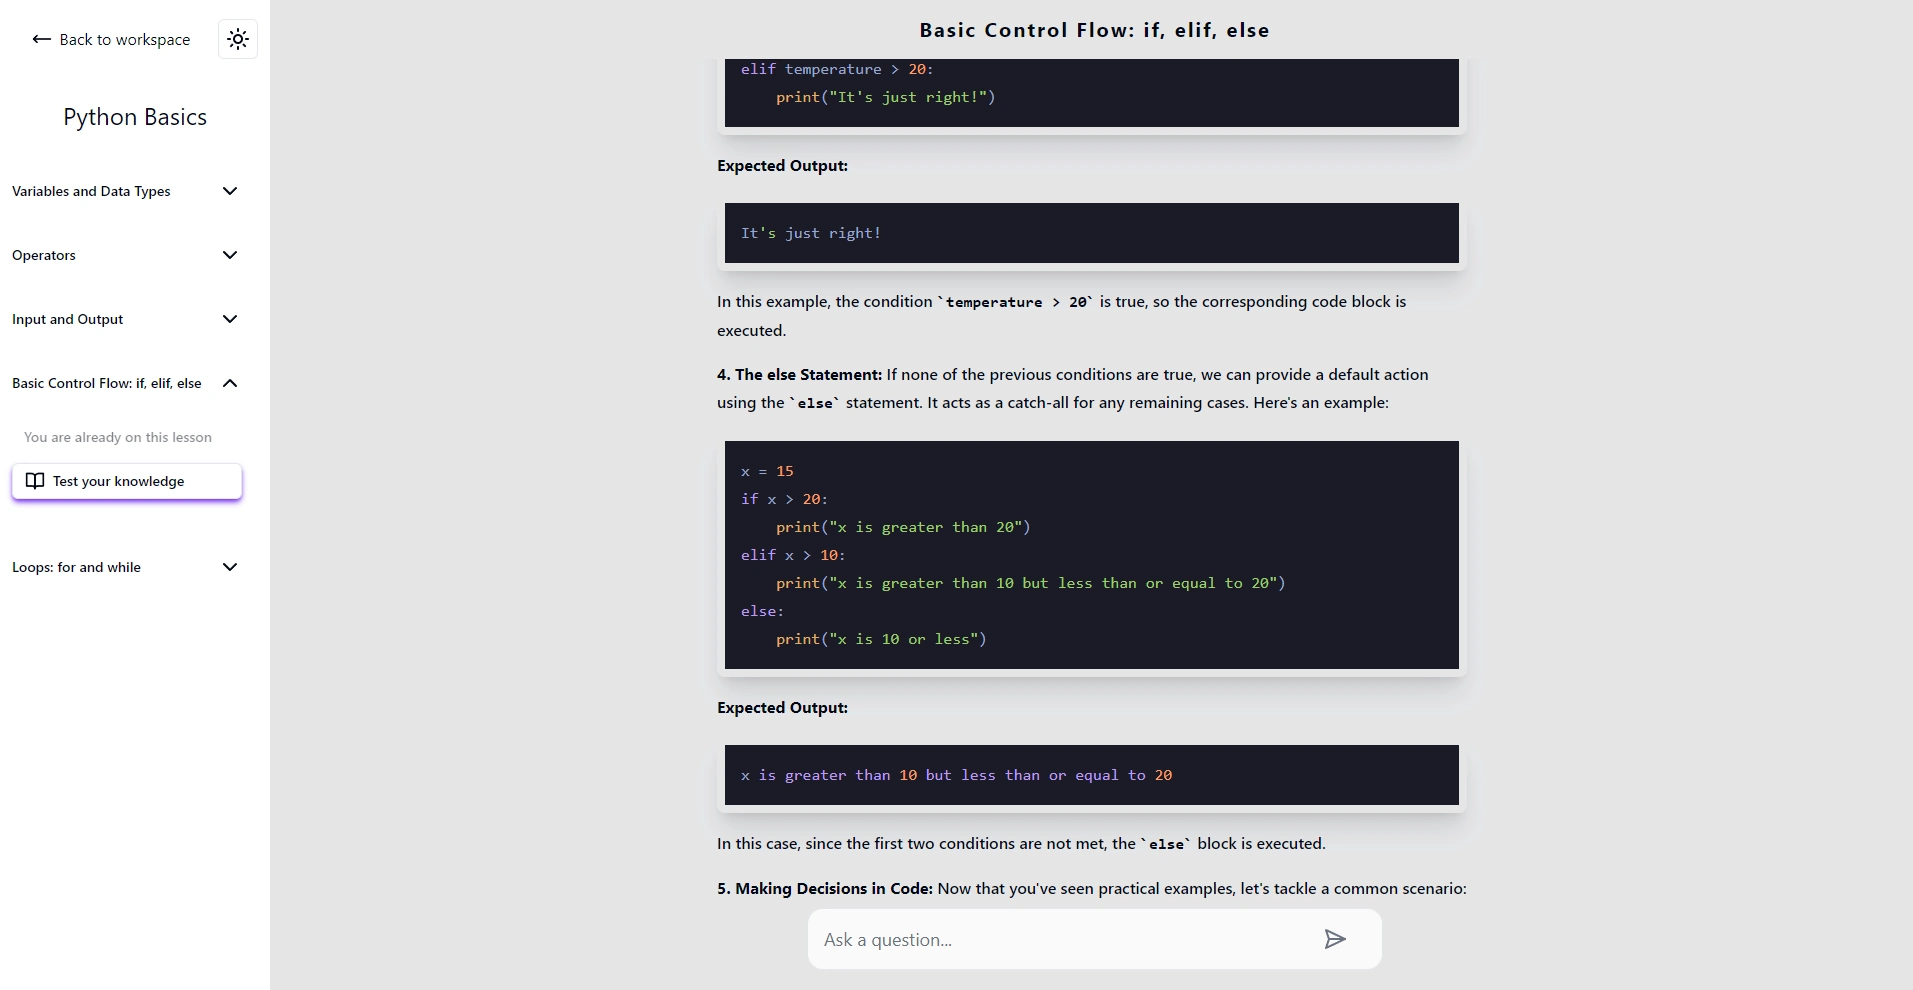 Back to workspace
Python Basics
Variables and Data Types
Operators
Input and Output
Basic Control Flow: if, elif, else
You are already on this lesson
Test your knowledge
Loops: for and while
Basic Control Flow: if, elif, else
elif temperature > 20:
    print("It's just right!")
Expected Output:
It's just right!
In this example, the condition `temperature > 20` is true, so the corresponding code block is
executed.
4. The else Statement: If none of the previous conditions are true, we can provide a default action
using the `else` statement. It acts as a catch-all for any remaining cases. Here's an example:
x = 15
if x > 20:
    print("x is greater than 20")
elif x > 10:
    print("x is greater than 10 but less than or equal to 20")
else:
    print("x is 10 or less")
Expected Output:
x is greater than 10 but less than or equal to 20
In this case, since the first two conditions are not met, the `else` block is executed.
5. Making Decisions in Code: Now that you've seen practical examples, let's tackle a common scenario:
Ask a question...